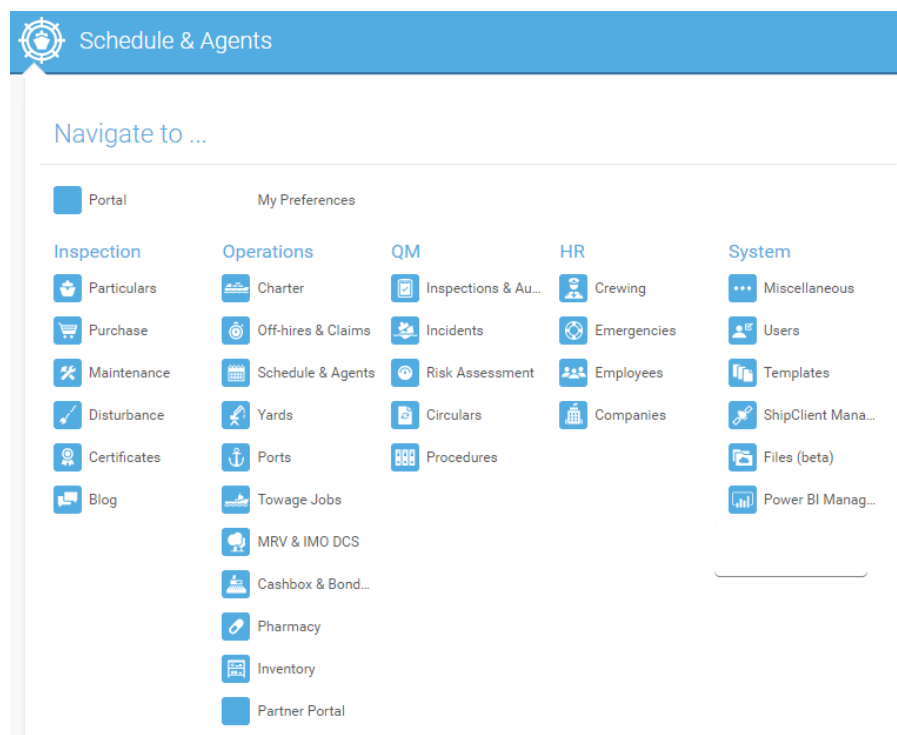 Schedule & Agents
Navigate to ...
Portal
My Preferences
Inspection
Particulars
Purchase
Maintenance
Disturbance
Certificates
Blog
Operations
Charter
Off-hires & Claims
Schedule & Agents
Yards
Ports
Towage Jobs
MRV & IMO DCS
Cashbox & Bond...
Pharmacy
Inventory
Partner Portal
QM
Inspections & Au...
Incidents
Risk Assessment
Circulars
Procedures
HR
Crewing
Emergencies
Employees
Companies
System
Miscellaneous
Users
Templates
ShipClient Mana...
Files (beta)
Power BI Manag...